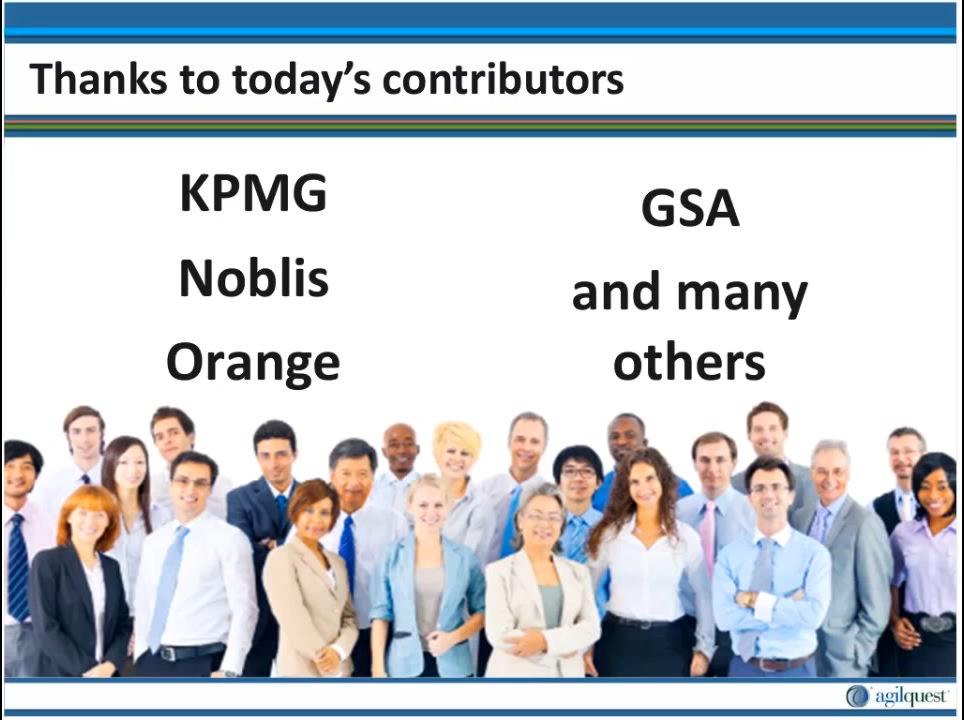 Thanks to today’s contributors
KPMG
Noblis
Orange
GSA
and many
others
agilquest